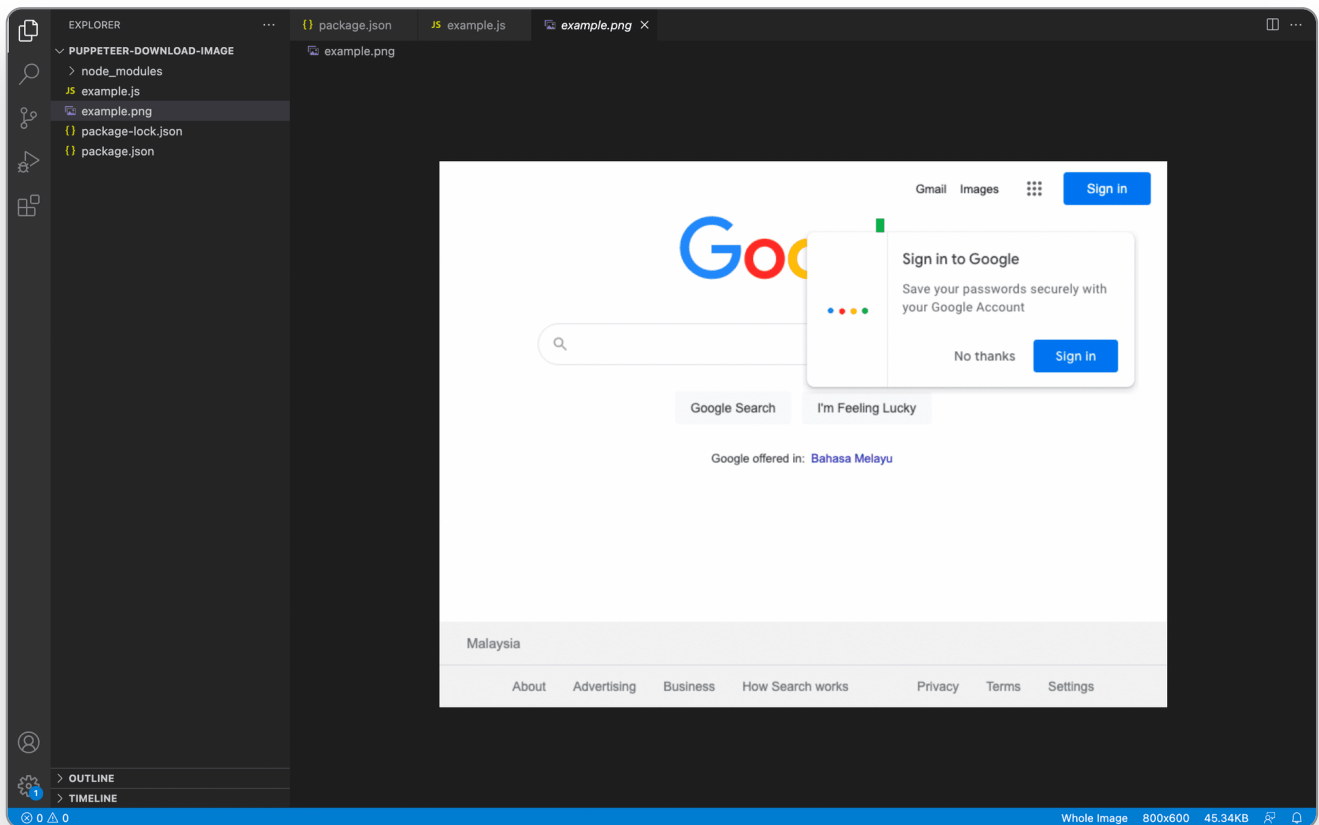 EXPLORER
PUPPETEER-DOWNLOAD-IMAGE
node_modules
JS example.js
example.png
{} package-lock.json
{} package.json
OUTLINE
TIMELINE
{} package.json
JS example.js
example.png
example.png
Gmail Images
Sign in
Sign in to Google
Save your passwords securely with
your Google Account
No thanks
Sign in
Google Search
I'm Feeling Lucky
Google offered in: Bahasa Melayu
Malaysia
About Advertising Business How Search works Privacy Terms Settings
1
0 0
Whole Image 800x600 45.34KB